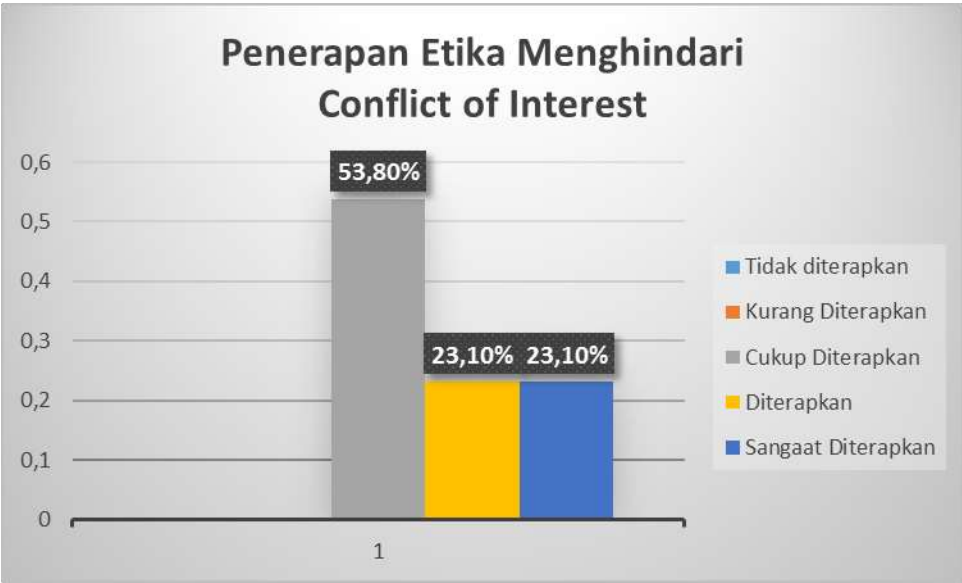 Penerapan Etika Menghindari
Conflict of Interest
0,6
0,5
0,4
0,3
0,2
0,1
0
53,80%
23,10%
23,10%
1
Tidak diterapkan
Kurang Diterapkan
Cukup Diterapkan
Diterapkan
Sangaat Diterapkan